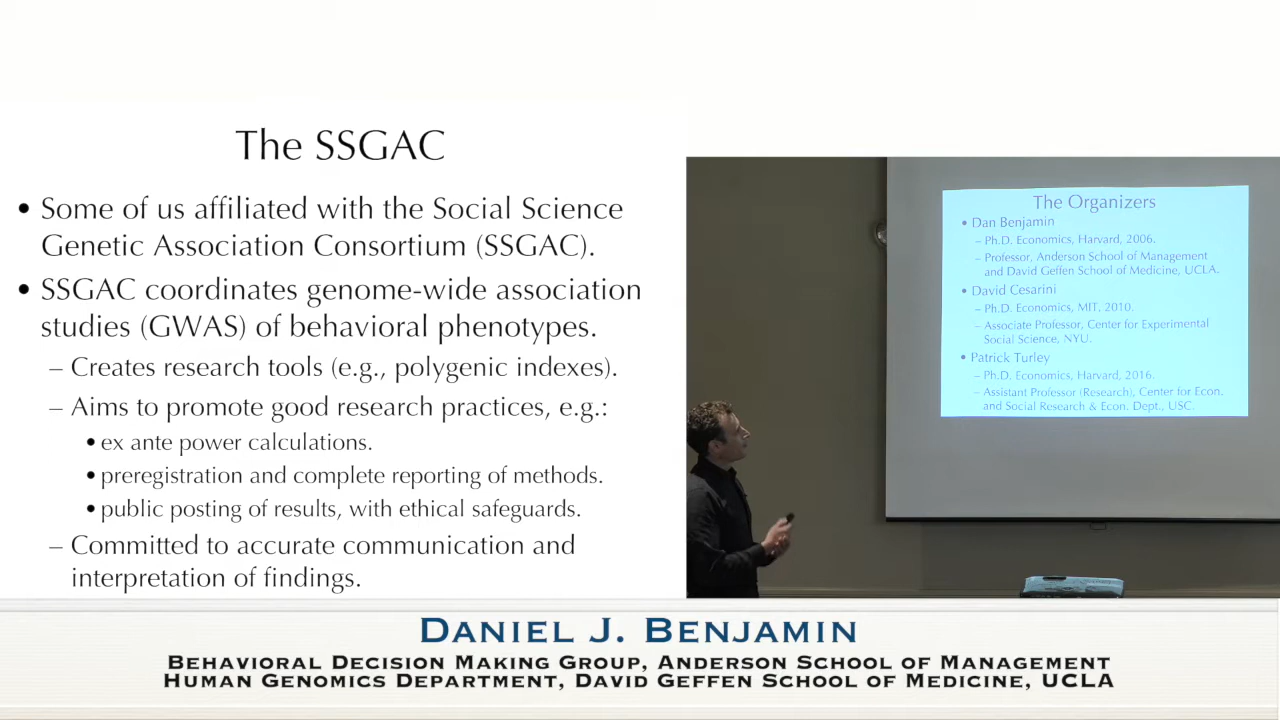 The SSGAC
• Some of us affiliated with the Social Science
Genetic Association Consortium (SSGAC).
• SSGAC coordinates genome-wide association
studies (GWAS) of behavioral phenotypes.
– Creates research tools (e.g., polygenic indexes).
– Aims to promote good research practices, e.g.:
• ex ante power calculations.
• preregistration and complete reporting of methods.
• public posting of results, with ethical safeguards.
– Committed to accurate communication and
interpretation of findings.
The Organizers
• Dan Benjamin
– Ph.D. Economics, Harvard, 2006.
– Professor, Anderson School of Management
and David Geffen School of Medicine, UCLA.
• David Cesarini
– Ph.D. Economics, MIT, 2010.
– Associate Professor, Center for Experimental
Social Science, NYU.
• Patrick Turley
– Ph.D. Economics, Harvard, 2016.
– Assistant Professor (Research), Center for Econ.
and Social Research & Econ. Dept., USC.
DANIEL J. BENJAMIN
BEHAVIORAL DECISION MAKING GROUP, ANDERSON SCHOOL OF MANAGEMENT
HUMAN GENOMICS DEPARTMENT, DAVID GEFFEN SCHOOL OF MEDICINE, UCLA